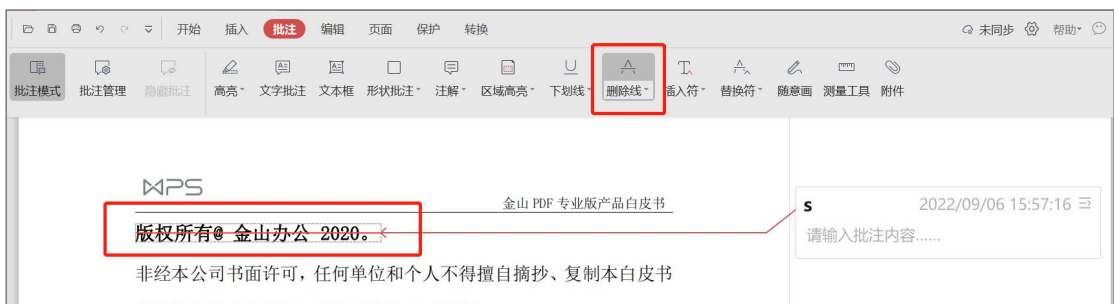 开始 插入 批注 编辑 页面 保护 转换 未同步 帮助
批注模式 批注管理 隐藏批注 高亮 文字批注 文本框 形状批注 注解 区域高亮 下划线 删除线 插入符 替换符 随意画 测量工具 附件
WPS
金山 PDF 专业版产品白皮书
版权所有@ 金山办公 2020。
s 2022/09/06 15:57:16
请输入批注内容......
非经本公司书面许可，任何单位和个人不得擅自摘抄、复制本白皮书